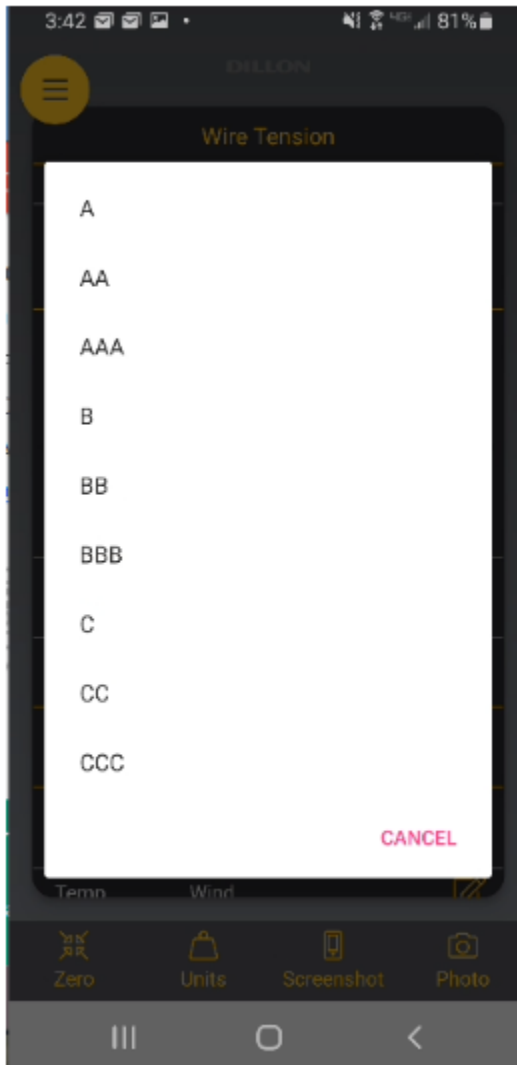 3:42 4G 81%
DILLON
Wire Tension
A
AA
AAA
B
BB
BBB
C
CC
CCC
CANCEL
Temp Wind
Zero Units Screenshot Photo